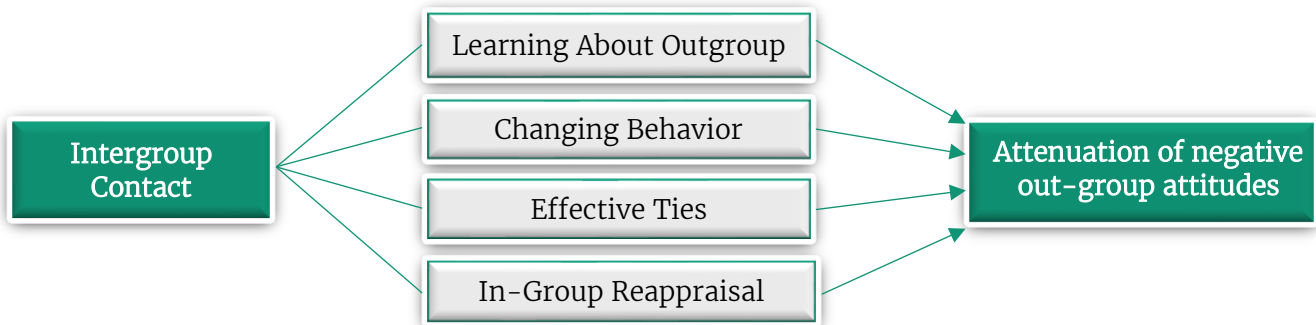 Learning About Outgroup
Changing Behavior
Intergroup
Contact
Attenuation of negative
out-group attitudes
Effective Ties
In-Group Reappraisal